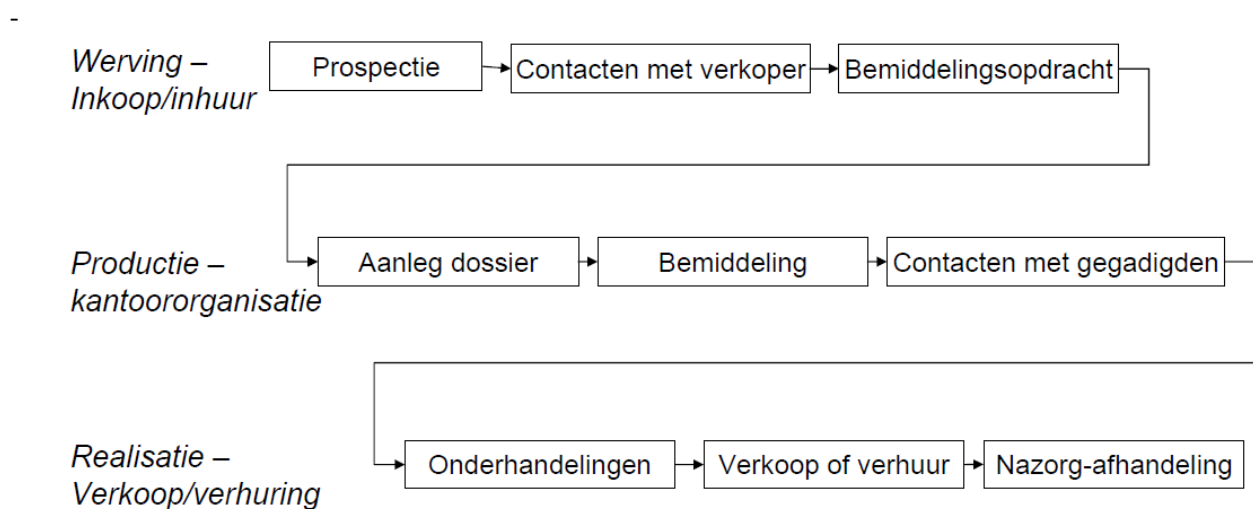 -
Werving –
Inkoop/inhuur
Prospectie
Contacten met verkoper
Bemiddelingsopdracht
Productie –
kantoororganisatie
Aanleg dossier
Bemiddeling
Contacten met gegadigden
Realisatie –
Verkoop/verhuring
Onderhandelingen
Verkoop of verhuur
Nazorg-afhandeling